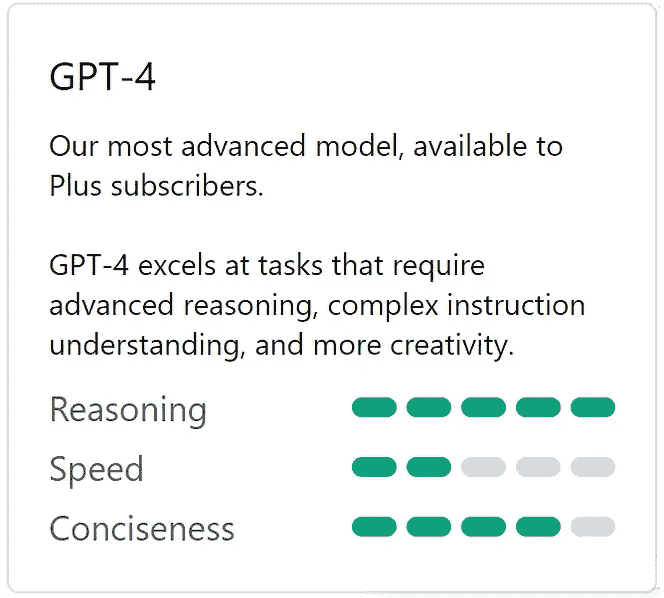 GPT-4
Our most advanced model, available to
Plus subscribers.
GPT-4 excels at tasks that require
advanced reasoning, complex instruction
understanding, and more creativity.
Reasoning
Speed
Conciseness